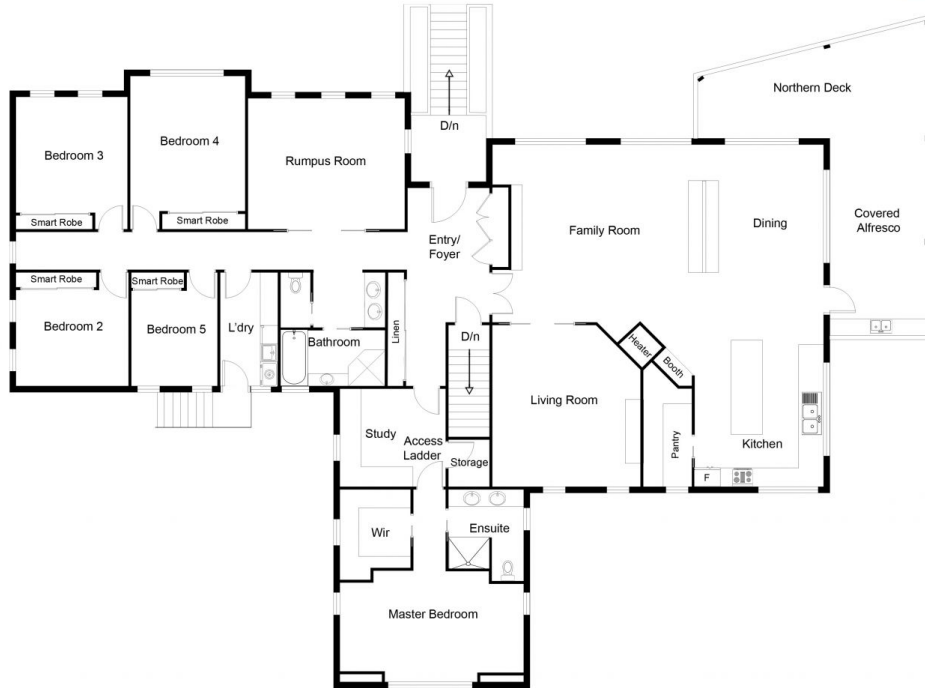 Northern Deck
D/n
Bedroom 4
Bedroom 3
Rumpus Room
Smart Robe
Smart Robe
Dining
Covered
Alfresco
Family Room
Entry/
Foyer
Smart Robe
Smart Robe
Bedroom 2
Bedroom 5
L'dry
Bathroom
Linen
D/n
Heater
Booth
Living Room
Study
Access
Ladder
Storage
Pantry
Kitchen
F
Wir
Ensuite
Master Bedroom